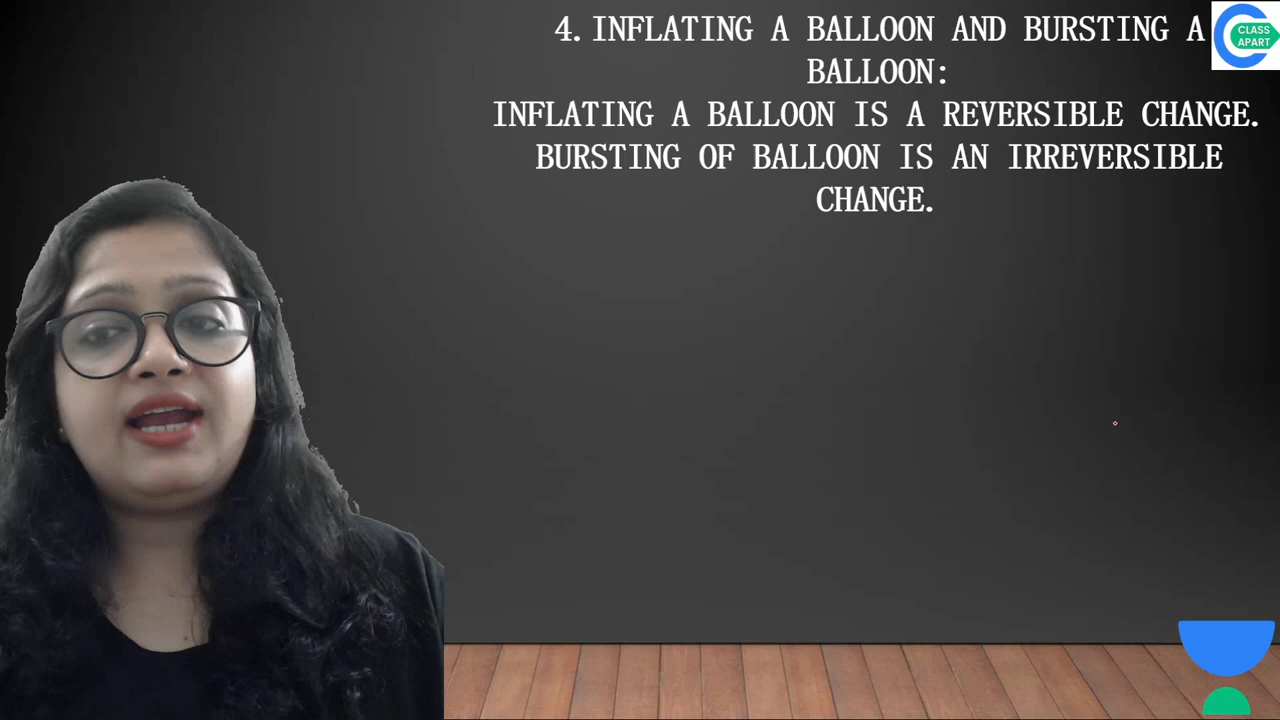 4. INFLATING A BALLOON AND BURSTING A
BALLOON:
INFLATING A BALLOON IS A REVERSIBLE CHANGE.
BURSTING OF BALLOON IS AN IRREVERSIBLE
CHANGE.
CLASS
APART